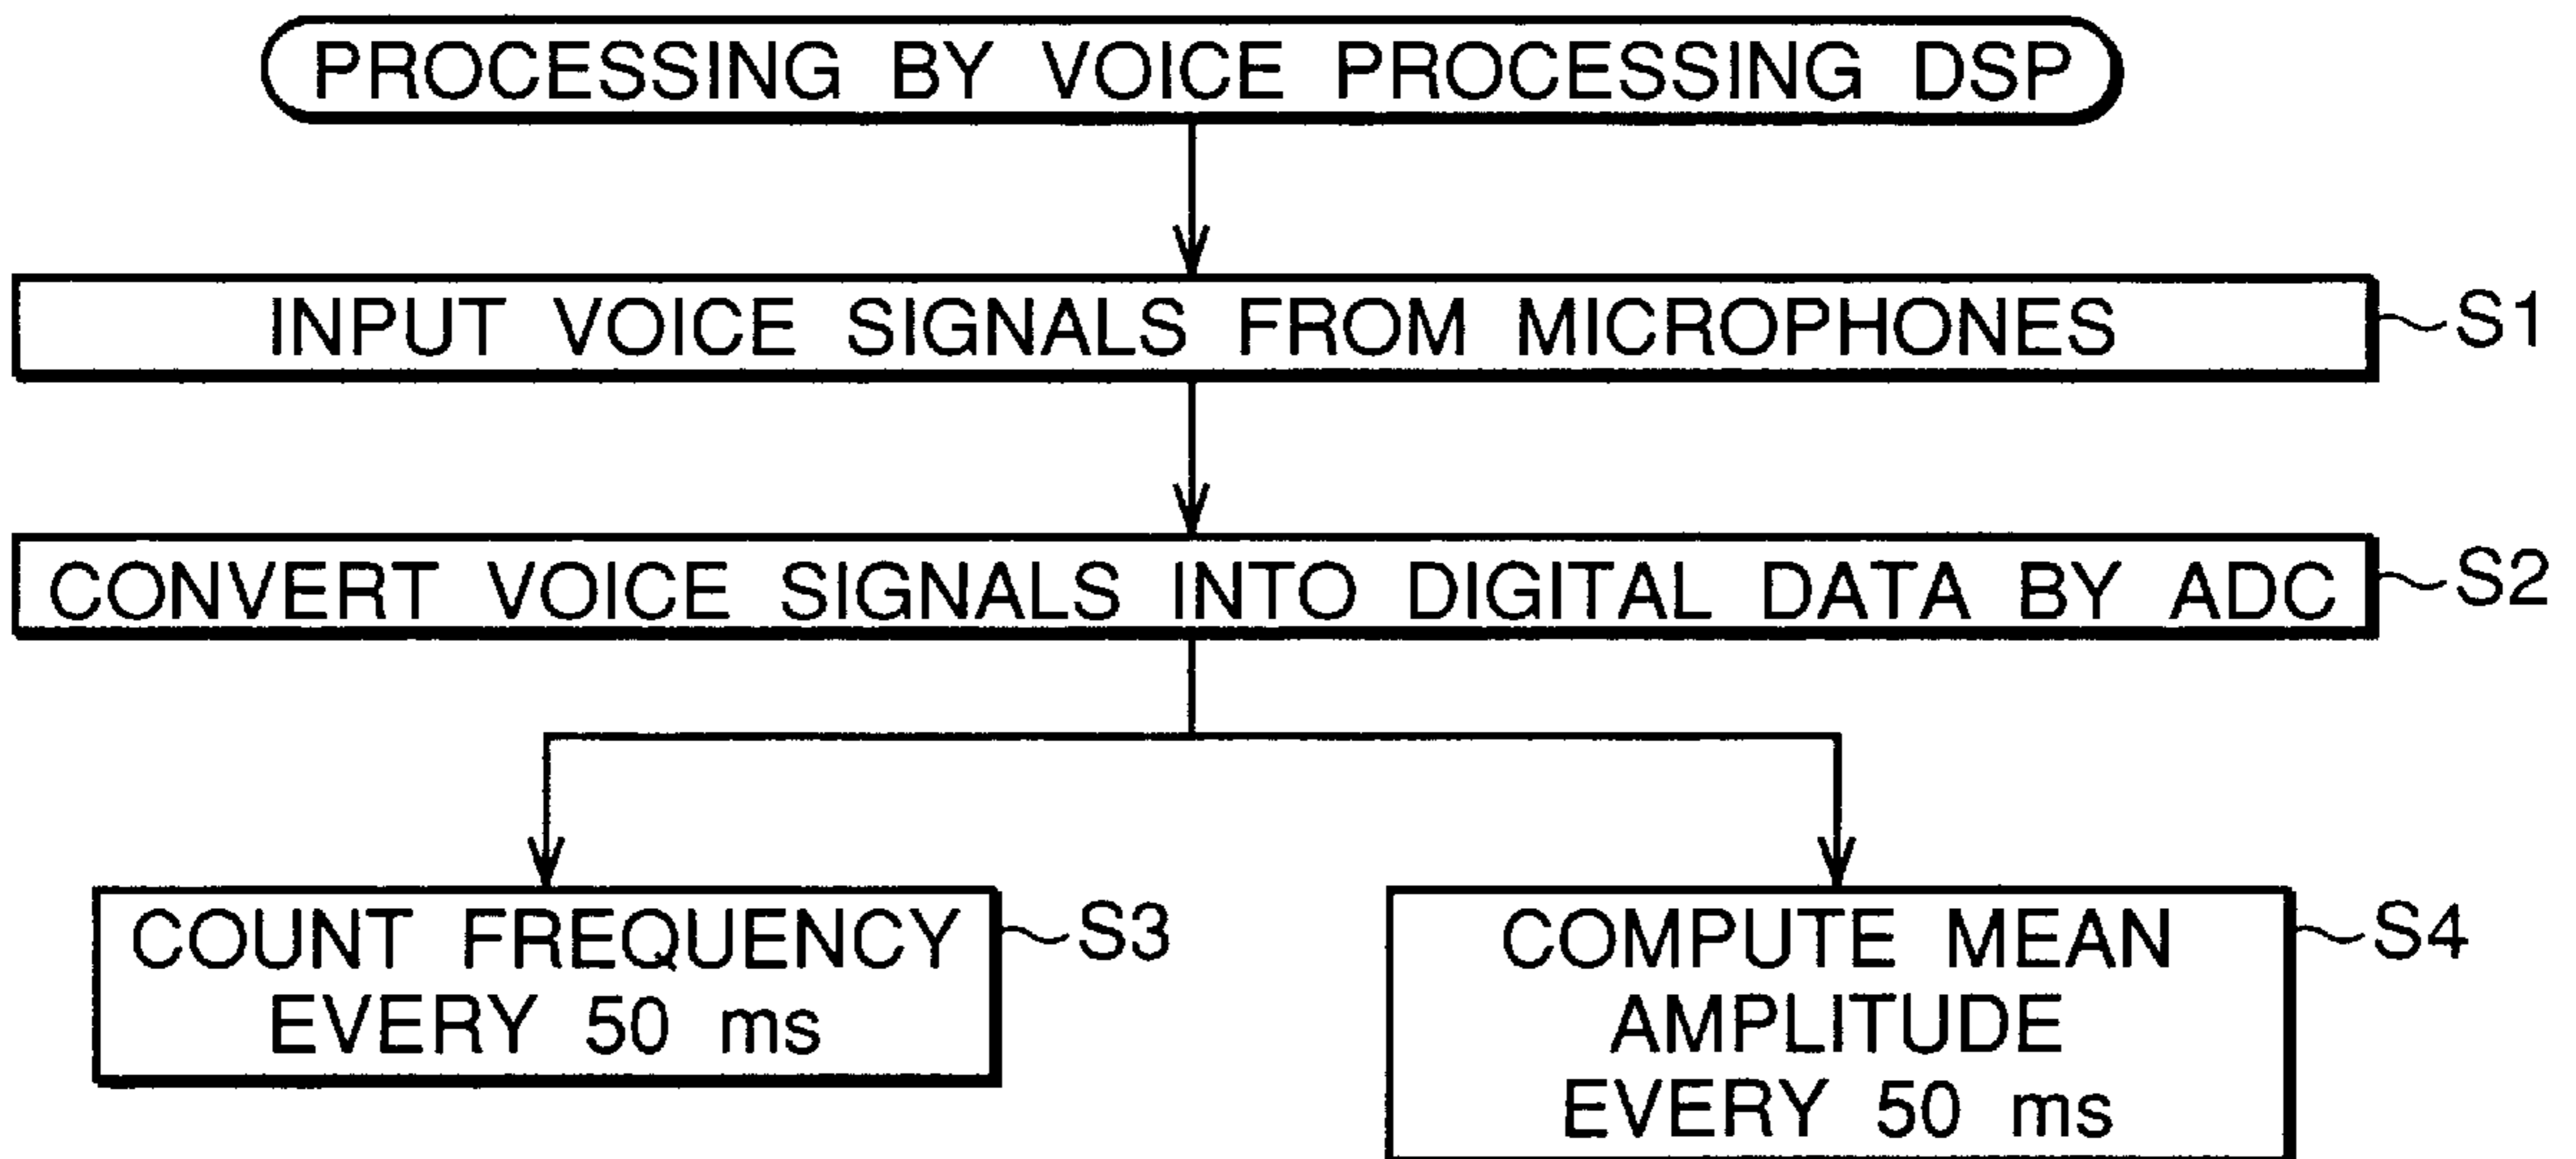 PROCESSING BY VOICE PROCESSING DSP
INPUT VOICE SIGNALS FROM MICROPHONES
S1
CONVERT VOICE SIGNALS INTO DIGITAL DATA BY ADC
S2
COUNT FREQUENCY
EVERY 50 ms
S3
COMPUTE MEAN
AMPLITUDE
EVERY 50 ms
S4